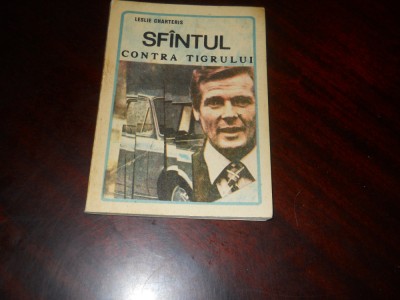 LESLIE CHARTERIS
SFÎNTUL
CONTRA TIGRULUI